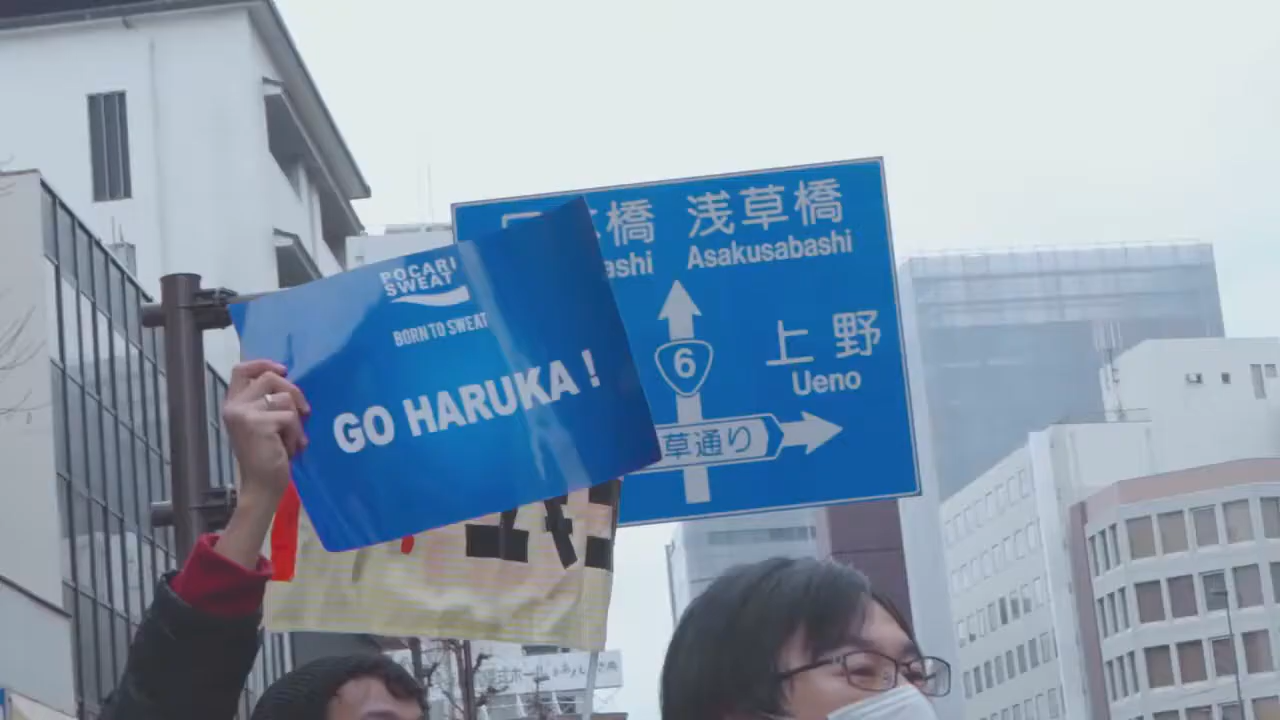 橋 浅草橋
ashi Asakusabashi
POCARI
SWEAT
BORN TO SWEAT
GO HARUKA !
6
上野
Ueno
草通り